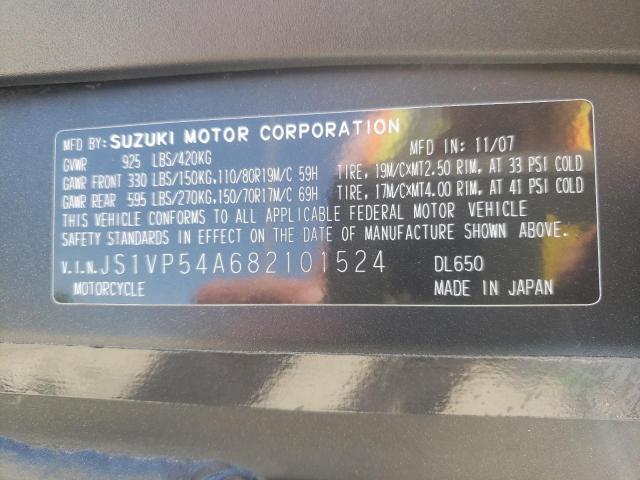 MFD BY:SUZUKI MOTOR CORPORATION MFD IN: 11/07
GVWR 925 LBS/420KG
GAWR FRONT 330 LBS/150KG,110/80R19M/C 59H TIRE, 19M/CXMT2.50 RIM, AT 33 PSI COLD
GAWR REAR 595 LBS/270KG,150/70R17M/C 69H TIRE, 17M/CXMT4.00 RIM, AT 41 PSI COLD
THIS VEHICLE CONFORMS TO ALL APPLICABLE FEDERAL MOTOR VEHICLE
SAFETY STANDARDS IN EFFECT ON THE DATE OF MANUFACTURE SHOWN ABOVE
V.I.N.JS1VP54A682101524 DL650
MOTORCYCLE MADE IN JAPAN